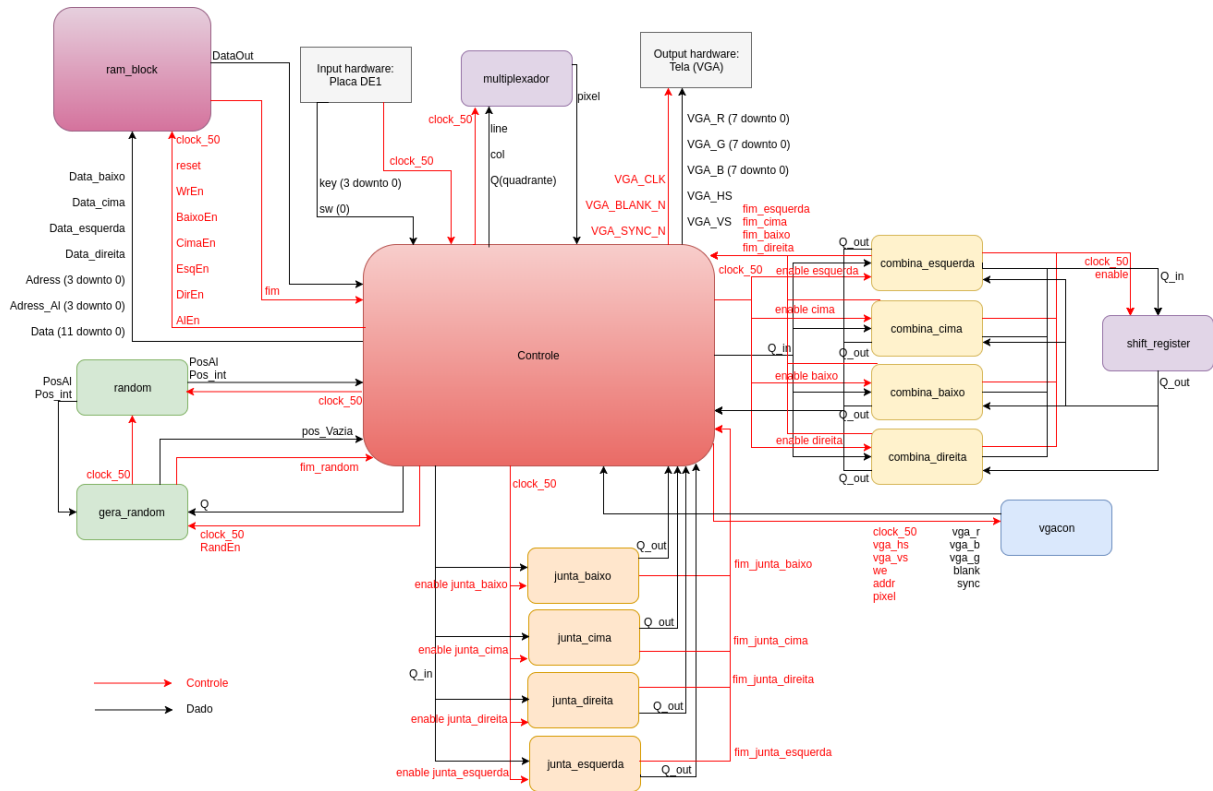 ram_block
DataOut
Input hardware:
Placa DE1
multiplexador
pixel
Output hardware:
Tela (VGA)
clock_50
line
col
Q(quadrante)
clock_50
key (3 downto 0)
sw (0)
VGA_CLK
VGA_BLANK_N
VGA_SYNC_N
VGA_R (7 downto 0)
VGA_G (7 downto 0)
VGA_B (7 downto 0)
VGA_HS
VGA_VS
Data_baixo
Data_cima
Data_esquerda
Data_direita
Adress (3 downto 0)
Adress_Al (3 downto 0)
Data (11 downto 0)
clock_50
reset
WrEn
BaixoEn
CimaEn
EsqEn
DirEn
AlEn
fim
Controle
fim_esquerda
fim_cima
fim_baixo
fim_direita
clock_50
enable esquerda
enable cima
Q_in
enable baixo
enable direita
Q_out
combina_esquerda
combina_cima
Q_out
combina_baixo
Q_out
combina_direita
Q_out
clock_50
enable
Q_in
shift_register
Q_out
random
PosAl
Pos_int
PosAl
Pos_int
clock_50
pos_Vazia
clock_50
fim_random
gera_random
Q
clock_50
RandEn
clock_50
vgacon
clock_50
vga_hs
vga_vs
we
addr
pixel
vga_r
vga_b
vga_g
blank
sync
Q_out
junta_baixo
enable junta_baixo
fim_junta_baixo
Q_out
junta_cima
enable junta_cima
fim_junta_cima
Q_in
junta_direita
enable junta_direita
fim_junta_direita
Q_out
junta_esquerda
enable junta_esquerda
fim_junta_esquerda
Q_out
Controle
Dado